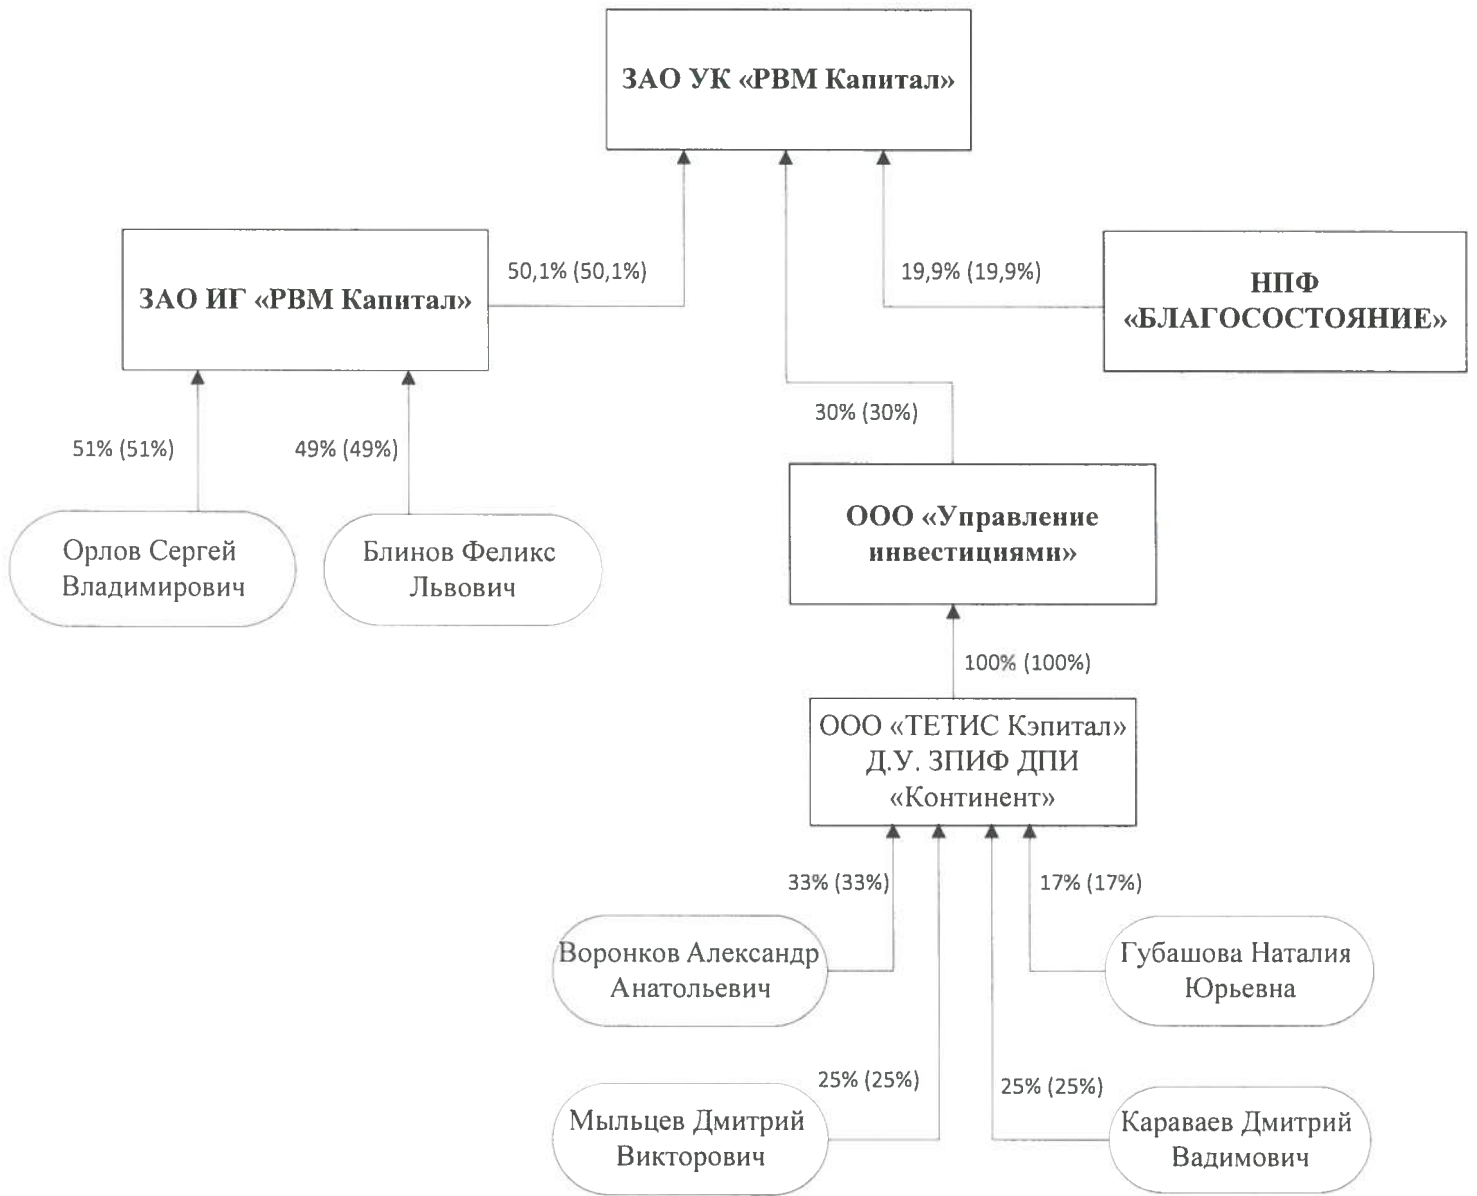 ЗАО УК «РВМ Капитал»
ЗАО ИГ «РВМ Капитал»
50,1% (50,1%)
19,9% (19,9%)
НПФ
«БЛАГОСОСТОЯНИЕ»
30% (30%)
51% (51%)
49% (49%)
Орлов Сергей
Владимирович
Блинов Феликс
Львович
ООО «Управление
инвестициями»
100% (100%)
ООО «ТЕТИС Кэпитал»
Д.У. ЗПИФ ДПИ
«Континент»
33% (33%)
17% (17%)
Воронков Александр
Анатольевич
Губашова Наталия
Юрьевна
25% (25%)
25% (25%)
Мыльцев Дмитрий
Викторович
Караваев Дмитрий
Вадимович